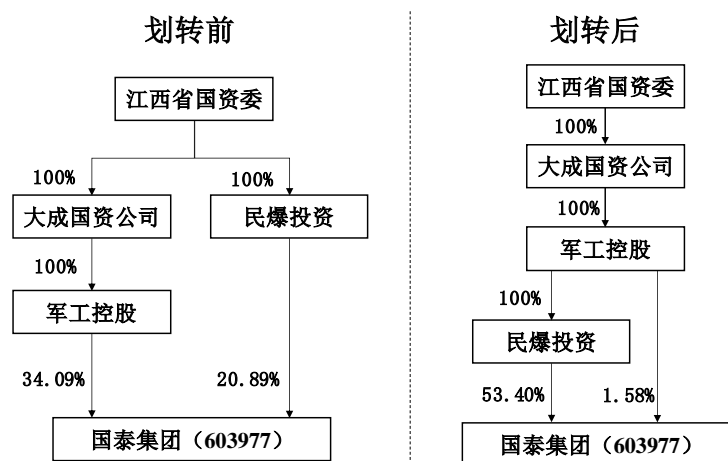 划转前
江西省国资委
100%
100%
大成国资公司
民爆投资
100%
军工控股
34.09%
20.89%
国泰集团（603977）
划转后
江西省国资委
100%
大成国资公司
100%
军工控股
100%
民爆投资
53.40%
1.58%
国泰集团（603977）